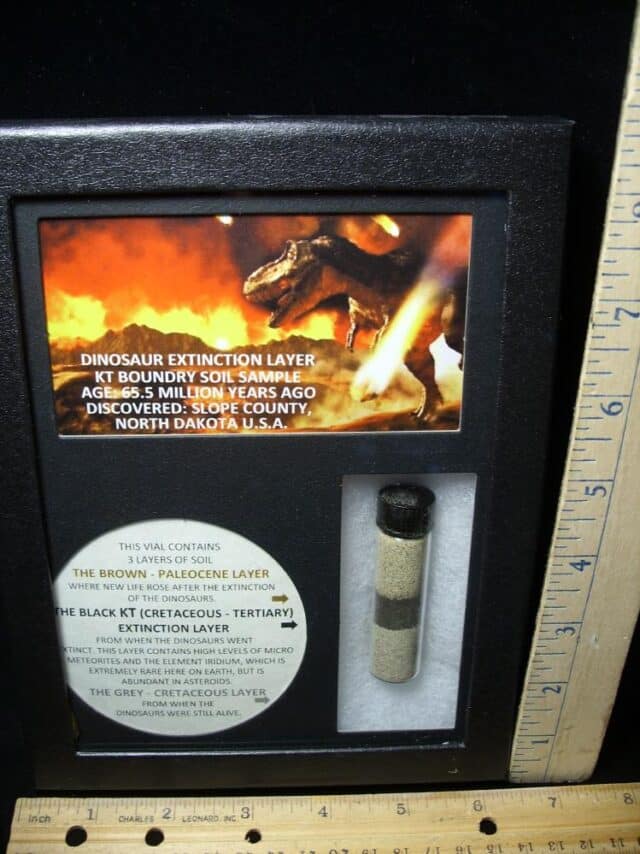 DINOSAUR EXTINCTION LAYER
KT BOUNDRY SOIL SAMPLE
AGE: 65.5 MILLION YEARS AGO
DISCOVERED: SLOPE COUNTY,
NORTH DAKOTA U.S.A.
THIS VIAL CONTAINS
3 LAYERS OF SOIL
THE BROWN - PALEOCENE LAYER
WHERE NEW LIFE ROSE AFTER THE EXTINCTION
OF THE DINOSAURS.
THE BLACK KT (CRETACEOUS - TERTIARY)
EXTINCTION LAYER
FROM WHEN THE DINOSAURS WENT
XTINCT. THIS LAYER CONTAINS HIGH LEVELS OF MICRO
METEORITES AND THE ELEMENT IRIDIUM, WHICH IS
EXTREMELY RARE HERE ON EARTH, BUT IS
ABUNDANT IN ASTEROIDS.
THE GREY - CRETACEOUS LAYER
FROM WHEN THE
DINOSAURS WERE STILL ALIVE.
7
6
5
4
3
2
1
Inch 1 2 3 4 5 6 7 8
CHARLES LEONARD, INC